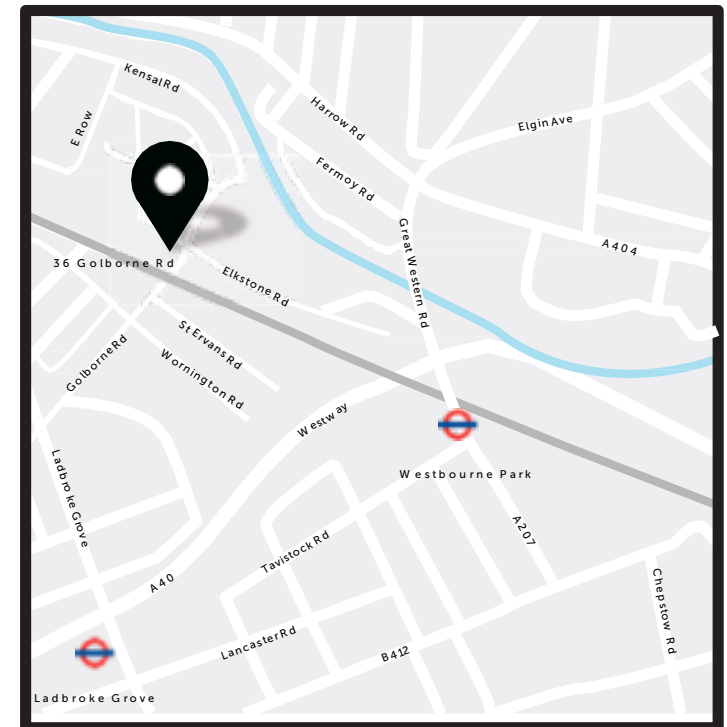 Kensal Rd
E Row
Harrow Rd
Elgin Ave
Fermoy Rd
Great Western Rd
A404
36 Golborne Rd
Elkstone Rd
St Ervans Rd
Golborne Rd
Wornington Rd
Westway
Ladbroke Grove
Westbourne Park
A207
Tavistock Rd
A40
Chepstow Rd
Lancaster Rd
B412
Ladbroke Grove